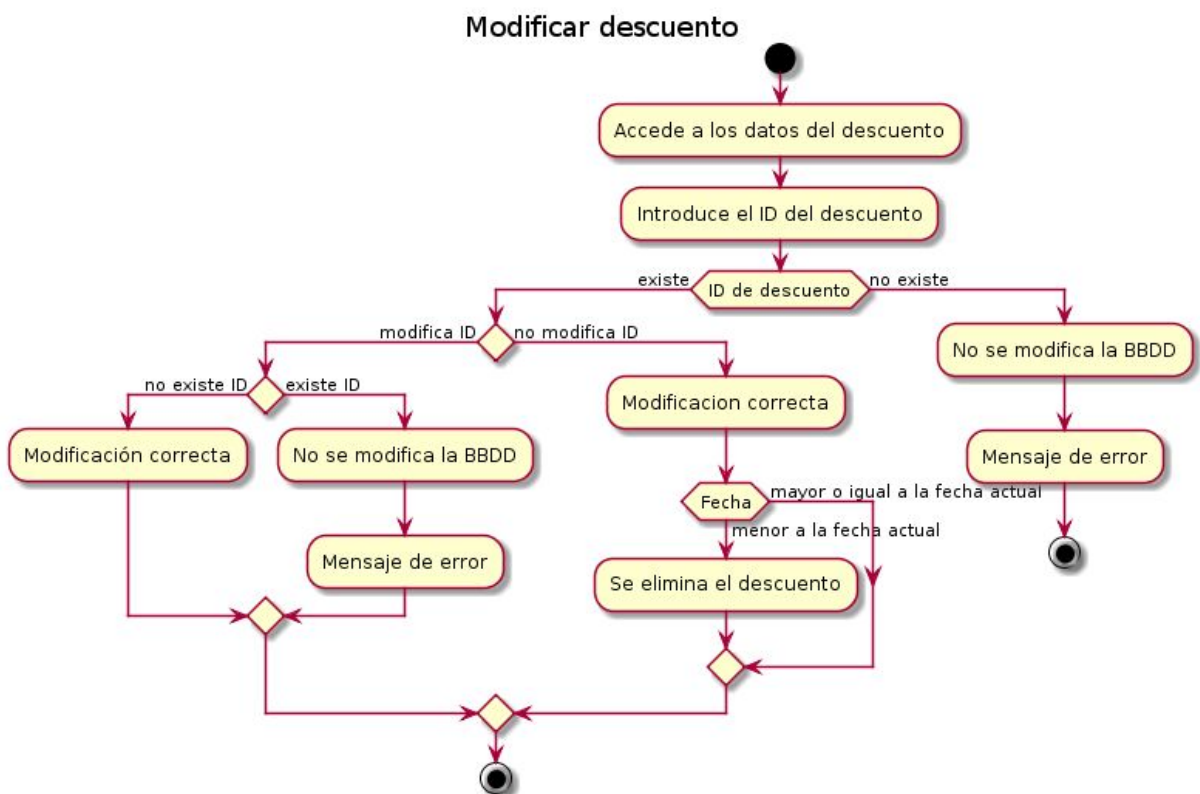 Modificar descuento
Accede a los datos del descuento
Introduce el ID del descuento
existe
ID de descuento
no existe
modifica ID
no modifica ID
No se modifica la BBDD
no existe ID
existe ID
Modificacion correcta
Modificación correcta
No se modifica la BBDD
Mensaje de error
Fecha
mayor o igual a la fecha actual
menor a la fecha actual
Mensaje de error
Se elimina el descuento